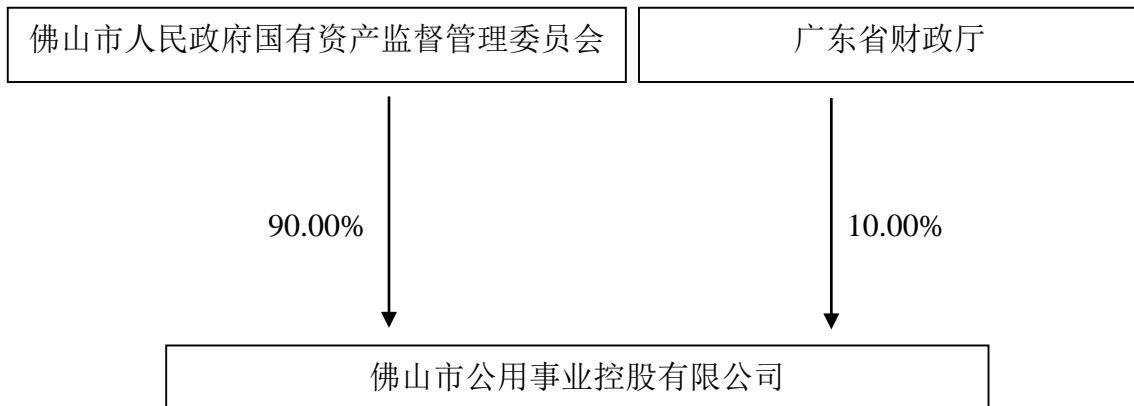 佛山市人民政府国有资产监督管理委员会
广东省财政厅
90.00%
10.00%
佛山市公用事业控股有限公司